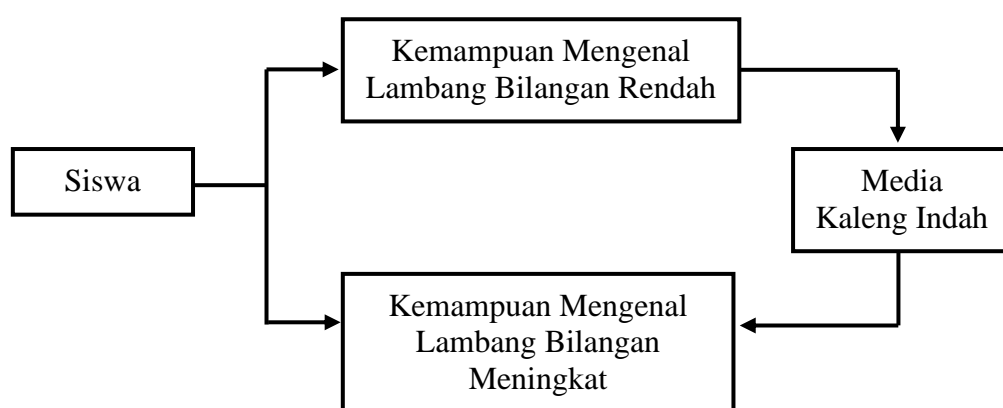 Kemampuan Mengenal
Lambang Bilangan Rendah
Siswa
Media
Kaleng Indah
Kemampuan Mengenal
Lambang Bilangan
Meningkat